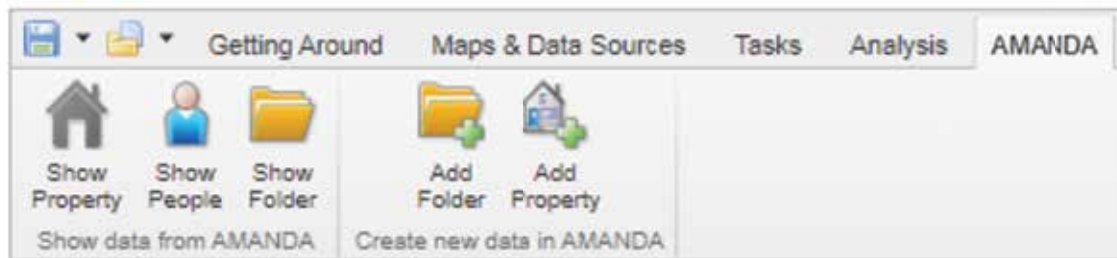 Getting Around Maps & Data Sources Tasks Analysis AMANDA
Show Property
Show People
Show Folder
Add Folder
Add Property
Show data from AMANDA
Create new data in AMANDA